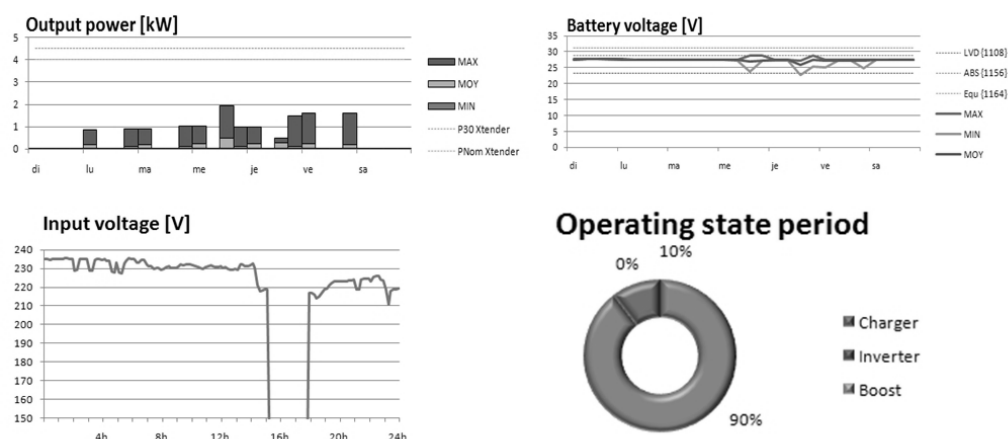 Output power [kW]
5
4
3
2
1
0
di lu ma me je ve sa
MAX
MOY
MIN
P30 Xtender
PNom Xtender
Battery voltage [V]
35
30
25
20
15
10
5
0
di lu ma me je ve sa
LVD (1108)
ABS (1156)
Equ (1164)
MAX
MIN
MOY
Input voltage [V]
240
230
220
210
200
190
180
170
160
150
4h 8h 12h 16h 20h 24h
Operating state period
0% 10%
90%
Charger
Inverter
Boost